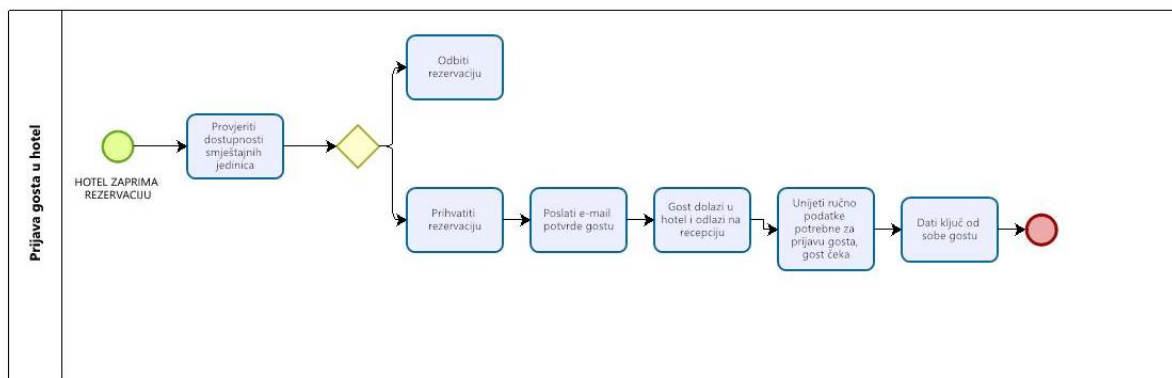 Prijava gosta u hotel
HOTEL ZAPRIMA
REZERVACIJU
Provjeriti
dostupnosti
smještajnih
jedinica
Odbiti
rezervaciju
Prihvatiti
rezervaciju
Poslati e-mail
potvrde gostu
Gost dolazi u
hotel i odlazi na
recepciju
Unijeti ručno
podatke
potrebne za
prijavu gosta,
gost čeka
Dati ključ od
sobe gostu